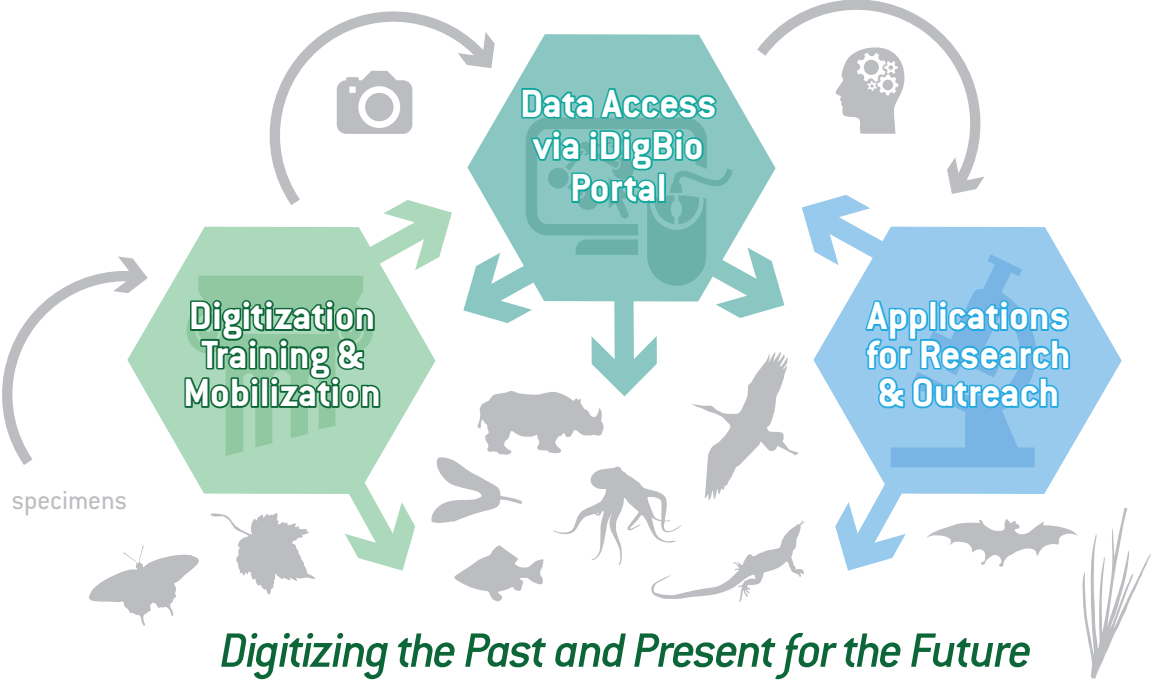 Data Access
via iDigBio
Portal
Digitization
Training &
Mobilization
Applications
for Research
& Outreach
specimens
Digitizing the Past and Present for the Future